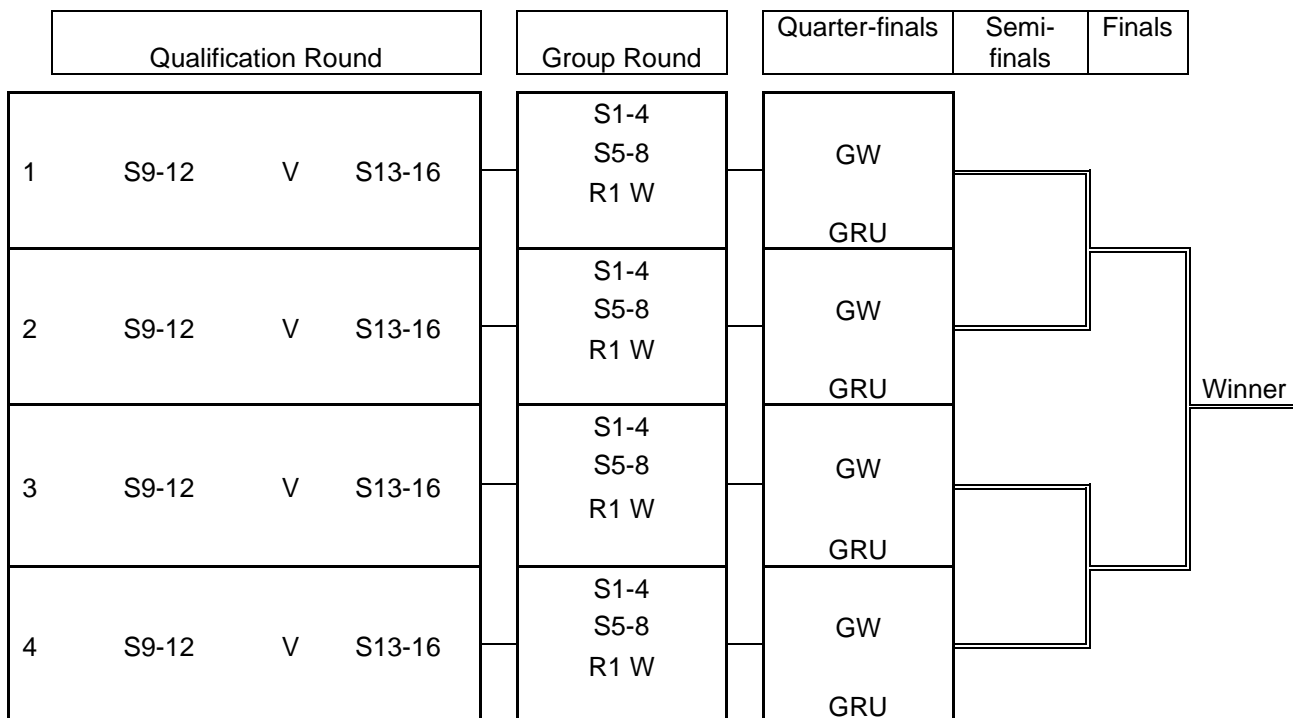 Qualification Round
Group Round
Quarter-finals
Semi-
finals
Finals
1 S9-12 V S13-16
S1-4
S5-8
R1 W
GW
GRU
2 S9-12 V S13-16
S1-4
S5-8
R1 W
GW
GRU
3 S9-12 V S13-16
S1-4
S5-8
R1 W
GW
GRU
4 S9-12 V S13-16
S1-4
S5-8
R1 W
GW
GRU
Winner